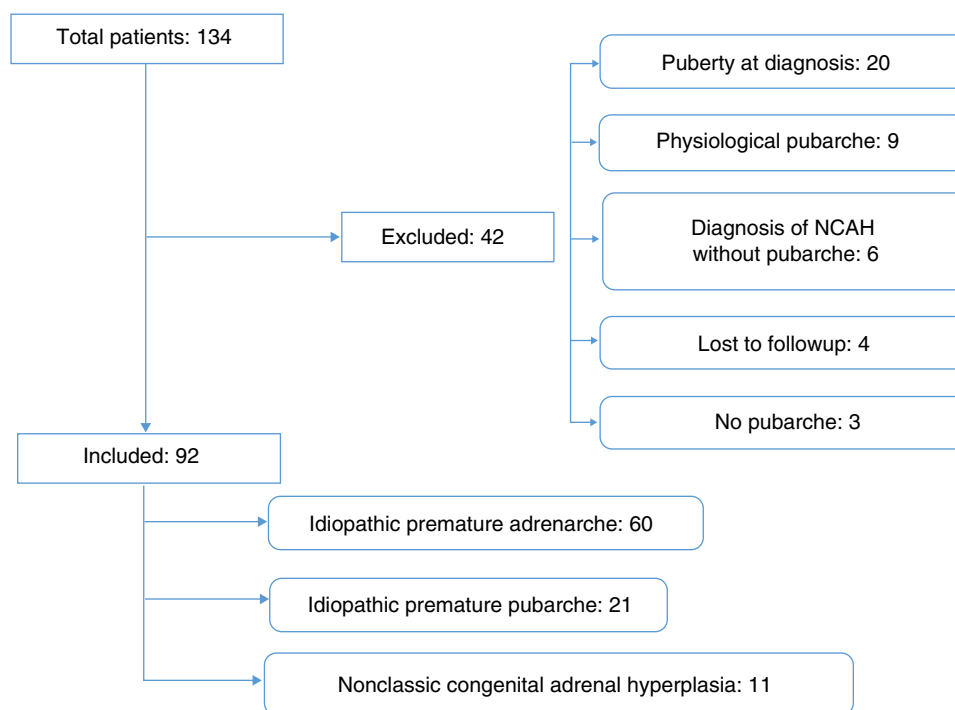 Total patients: 134
Puberty at diagnosis: 20
Physiological pubarche: 9
Excluded: 42
Diagnosis of NCAH
without pubarche: 6
Lost to followup: 4
No pubarche: 3
Included: 92
Idiopathic premature adrenarche: 60
Idiopathic premature pubarche: 21
Nonclassic congenital adrenal hyperplasia: 11